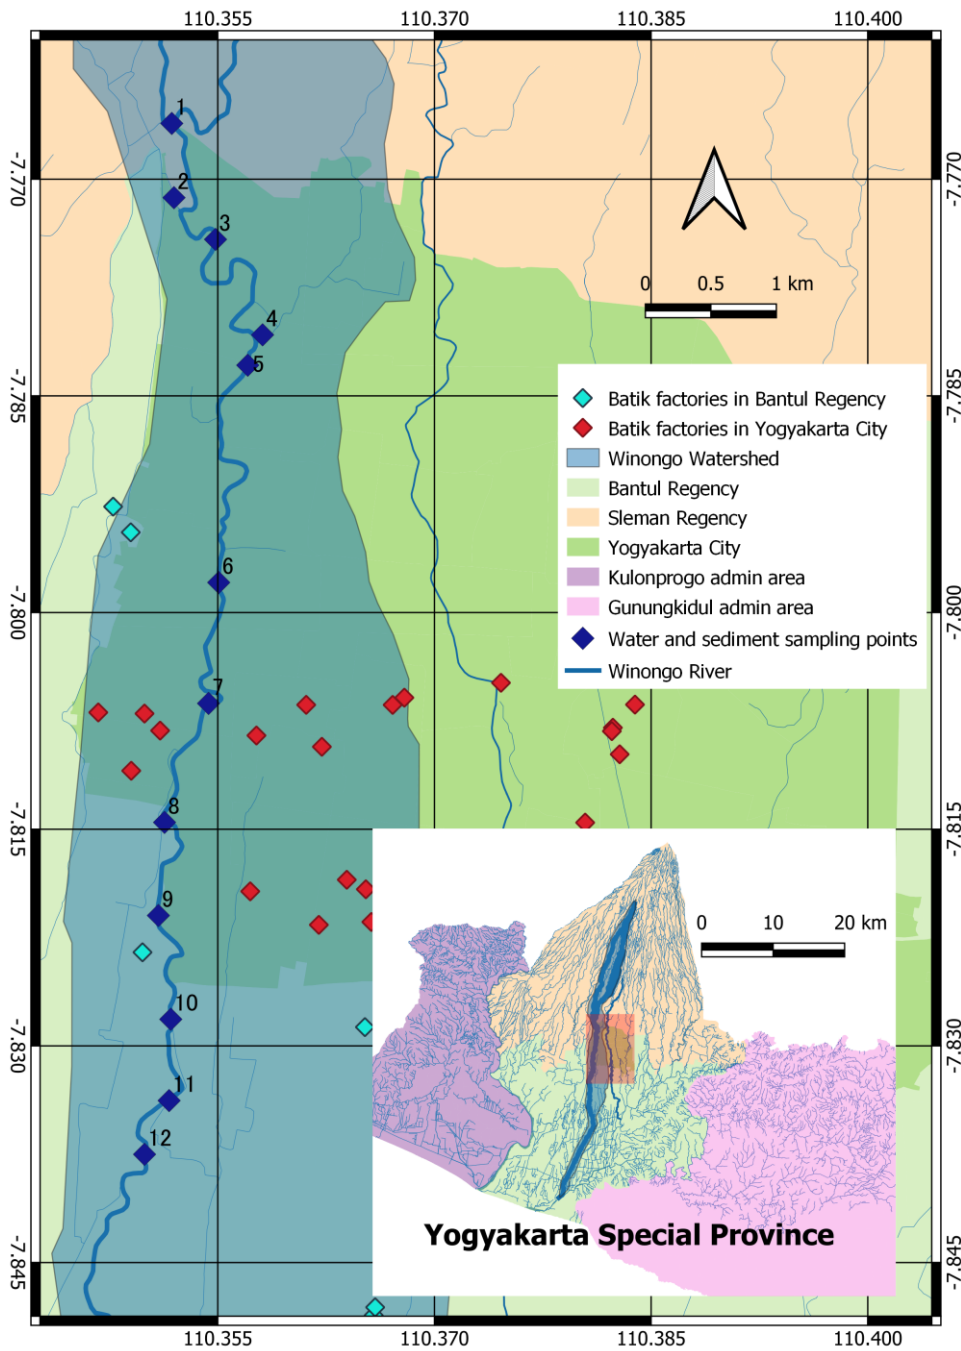 110.355 110.370 110.385 110.400
-7.770 -7.770
-7.785 -7.785
-7.800 -7.800
-7.815 -7.815
-7.830 -7.830
-7.845 -7.845
1
2
3
4
5
6
7
8
9
10
11
12
0 0.5 1 km
Batik factories in Bantul Regency
Batik factories in Yogyakarta City
Winongo Watershed
Bantul Regency
Sleman Regency
Yogyakarta City
Kulonprogo admin area
Gunungkidul admin area
Water and sediment sampling points
Winongo River
0 10 20 km
Yogyakarta Special Province
110.355 110.370 110.385 110.400